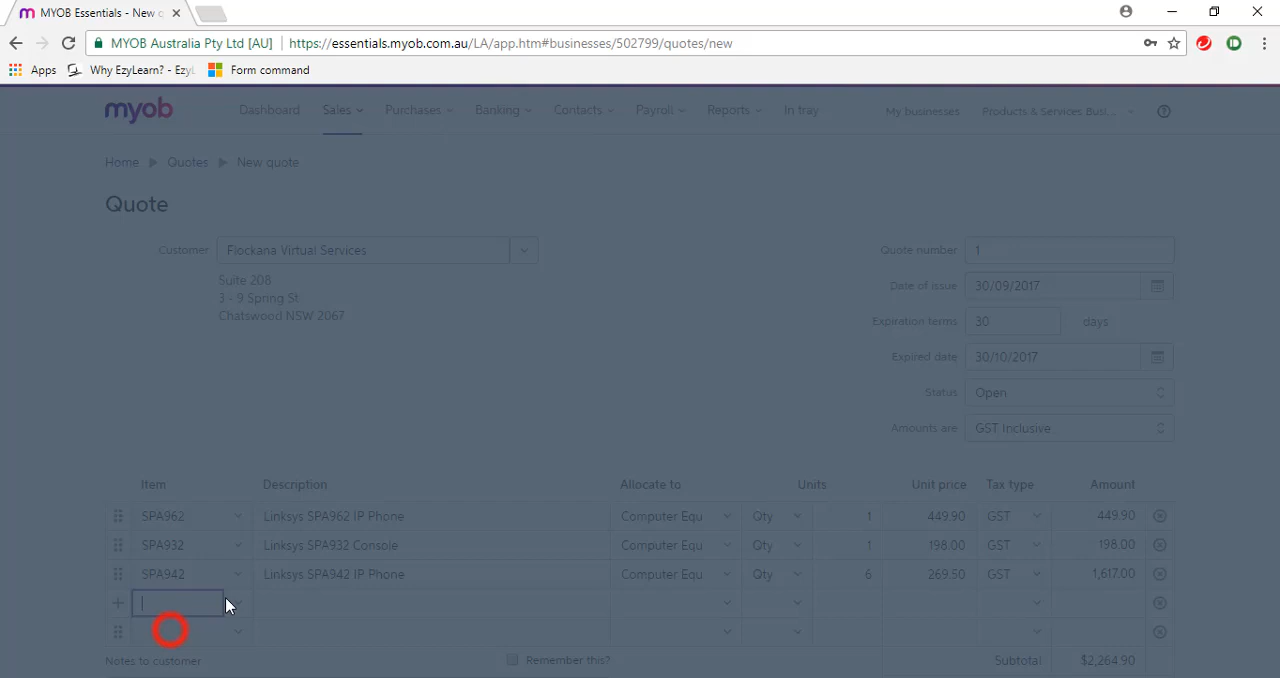 MYOB Essentials - New q
MYOB Australia Pty Ltd [AU] https://essentials.myob.com.au/LA/app.htm#businesses/502799/quotes/new
Apps Why EzyLearn? - EzyL Form command
myob Dashboard Sales Purchases Banking Contacts Payroll Reports In tray My businesses Products & Services Busi...
Home Quotes New quote
Quote
Customer Flockana Virtual Services
Suite 208
3 - 9 Spring St
Chatswood NSW 2067
Quote number 1
Date of issue 30/09/2017
Expiration terms 30 days
Expired date 30/10/2017
Status Open
Amounts are GST Inclusive
Item Description Allocate to Units Unit price Tax type Amount
SPA962 Linksys SPA962 IP Phone Computer Equ Qty 1 449.90 GST 449.90
SPA932 Linksys SPA932 Console Computer Equ Qty 1 198.00 GST 198.00
SPA942 Linksys SPA942 IP Phone Computer Equ Qty 6 269.50 GST 1,617.00
Notes to customer Remember this? Subtotal $2,264.90